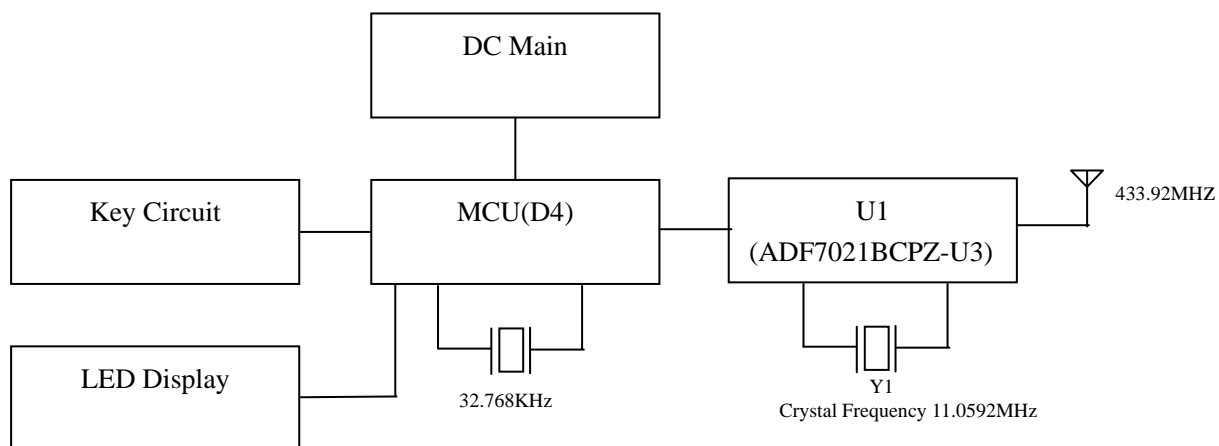 DC Main
Key Circuit
MCU(D4)
U1
(ADF7021BCPZ-U3)
433.92MHZ
LED Display
32.768KHz
Y1
Crystal Frequency 11.0592MHz